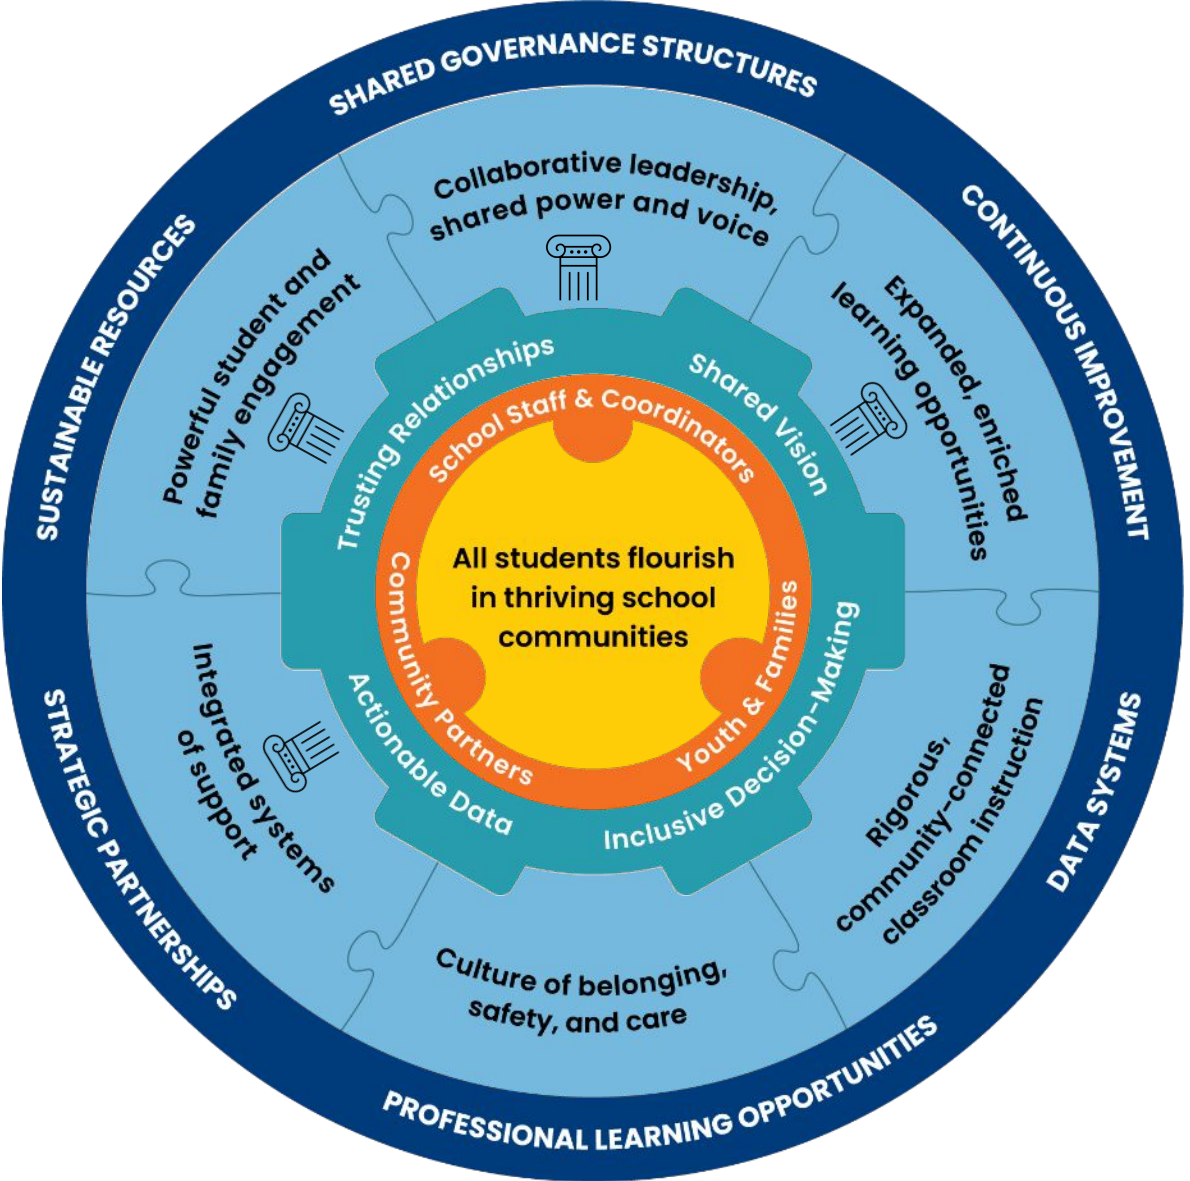 SHARED GOVERNANCE STRUCTURES
CONTINUOUS IMPROVEMENT
DATA SYSTEMS
PROFESSIONAL LEARNING OPPORTUNITIES
STRATEGIC PARTNERSHIPS
SUSTAINABLE RESOURCES
Collaborative leadership,
shared power and voice
Expanded, enriched
learning opportunities
Rigorous,
community-connected
classroom instruction
Culture of belonging,
safety, and care
Integrated systems
of support
Powerful student and
family engagement
Trusting Relationships
Shared Vision
Inclusive Decision-Making
Actionable Data
School Staff & Coordinators
Youth & Families
Community Partners
All students flourish
in thriving school
communities